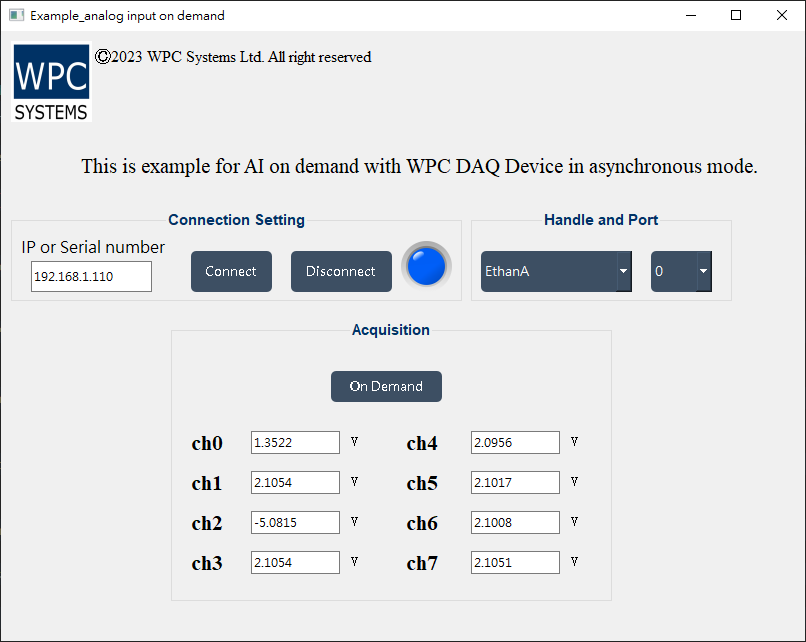 Example_analog input on demand
WPC
SYSTEMS
©2023 WPC Systems Ltd. All right reserved
This is example for AI on demand with WPC DAQ Device in asynchronous mode.
Connection Setting
IP or Serial number
192.168.1.110
Connect
Disconnect
Handle and Port
EthanA
0
Acquisition
On Demand
ch0 1.3522 V ch4 2.0956 V
ch1 2.1054 V ch5 2.1017 V
ch2 -5.0815 V ch6 2.1008 V
ch3 2.1054 V ch7 2.1051 V